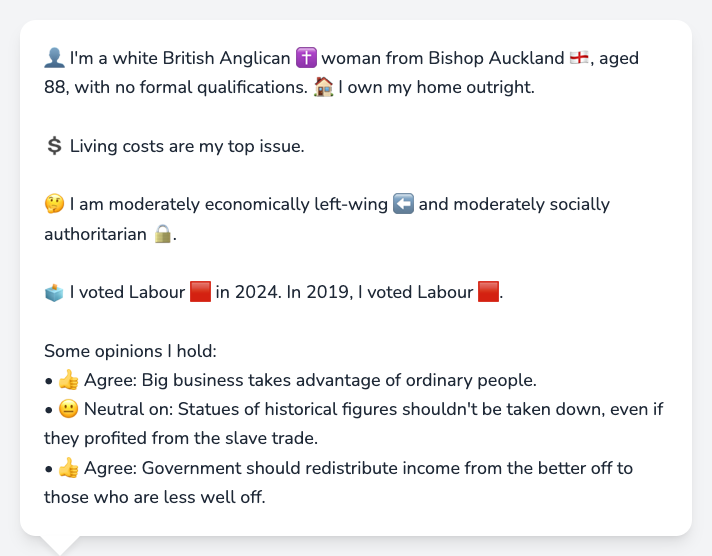 👤 I'm a white British Anglican ✝️ woman from Bishop Auckland 🏴󠁧󠁢󠁥󠁮󠁧󠁿, aged
88, with no formal qualifications. 🏠 I own my home outright.
💲 Living costs are my top issue.
🤔 I am moderately economically left-wing ⬅️ and moderately socially
authoritarian 🔒.
🗳️ I voted Labour 🟥 in 2024. In 2019, I voted Labour 🟥.
Some opinions I hold:
• 👍 Agree: Big business takes advantage of ordinary people.
• 😐 Neutral on: Statues of historical figures shouldn't be taken down, even if
they profited from the slave trade.
• 👍 Agree: Government should redistribute income from the better off to
those who are less well off.